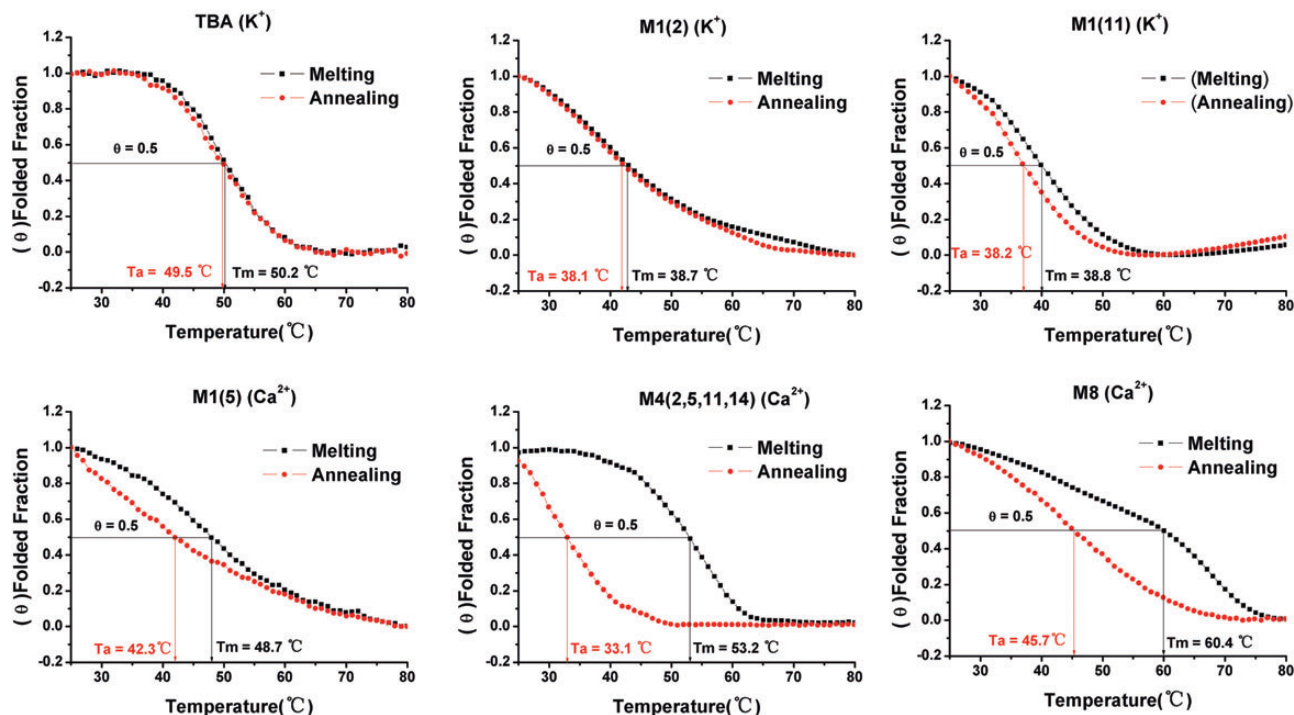 TBA (K⁺)
(θ)Folded Fraction
1.2
1.0
0.8
0.6
0.4
0.2
0.0
-0.2
Melting
Annealing
θ = 0.5
Ta = 49.5 ℃
Tm = 50.2 ℃
30 40 50 60 70 80
Temperature(℃)
M1(2) (K⁺)
(θ)Folded Fraction
1.2
1.0
0.8
0.6
0.4
0.2
0.0
-0.2
Melting
Annealing
θ = 0.5
Ta = 38.1 ℃
Tm = 38.7 ℃
30 40 50 60 70 80
Temperature(℃)
M1(11) (K⁺)
(θ)Folded Fraction
1.2
1.0
0.8
0.6
0.4
0.2
0.0
-0.2
(Melting)
(Annealing)
θ = 0.5
Ta = 38.2 ℃
Tm = 38.8 ℃
30 40 50 60 70 80
Temperature(℃)
M1(5) (Ca²⁺)
(θ)Folded Fraction
1.2
1.0
0.8
0.6
0.4
0.2
0.0
-0.2
Melting
Annealing
θ = 0.5
Ta = 42.3 ℃
Tm = 48.7 ℃
30 40 50 60 70 80
Temperature(℃)
M4(2,5,11,14) (Ca²⁺)
(θ)Folded Fraction
1.2
1.0
0.8
0.6
0.4
0.2
0.0
-0.2
Melting
Annealing
θ = 0.5
Ta = 33.1 ℃
Tm = 53.2 ℃
30 40 50 60 70 80
Temperature(℃)
M8 (Ca²⁺)
(θ)Folded Fraction
1.2
1.0
0.8
0.6
0.4
0.2
0.0
-0.2
Melting
Annealing
θ = 0.5
Ta = 45.7℃
Tm = 60.4 ℃
30 40 50 60 70 80
Temperature(℃)